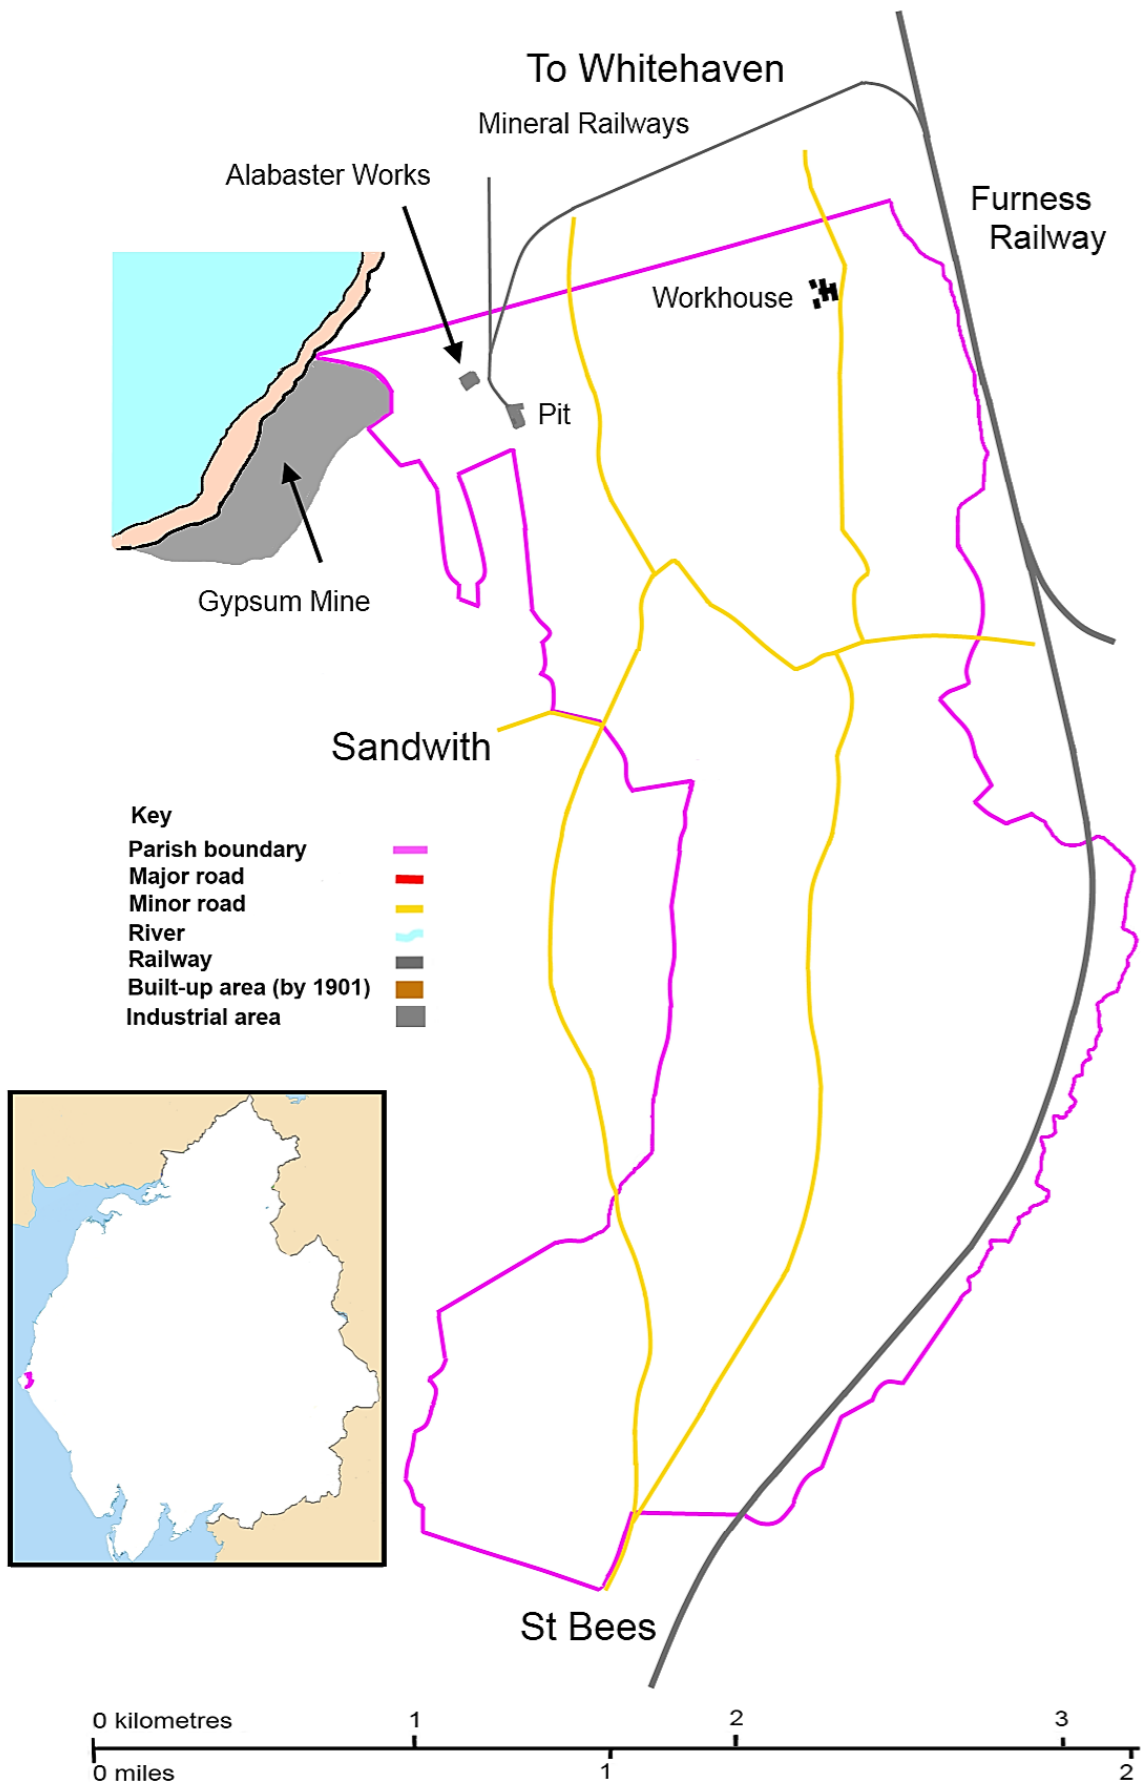 To Whitehaven
Mineral Railways
Alabaster Works
Furness
Railway
Workhouse
Pit
Gypsum Mine
Sandwith
Key
Parish boundary
Major road
Minor road
River
Railway
Built-up area (by 1901)
Industrial area
St Bees
0 kilometres 1 2 3
0 miles 1 2